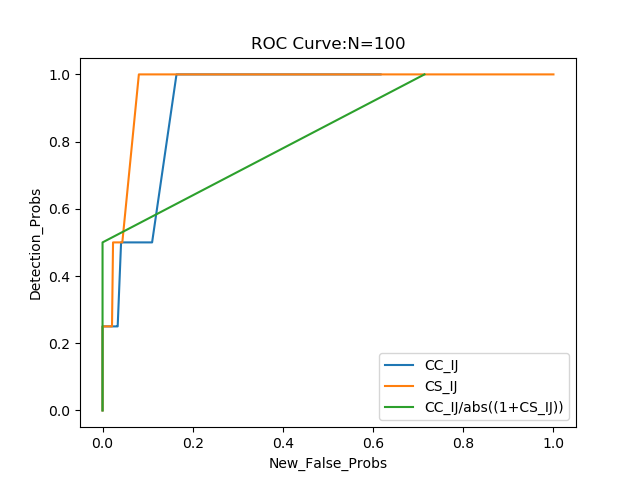 ROC Curve:N=100
1.0
0.8
0.6
0.4
0.2
0.0
Detection_Probs
CC_IJ
CS_IJ
CC_IJ/abs((1+CS_IJ))
0.0 0.2 0.4 0.6 0.8 1.0
New_False_Probs